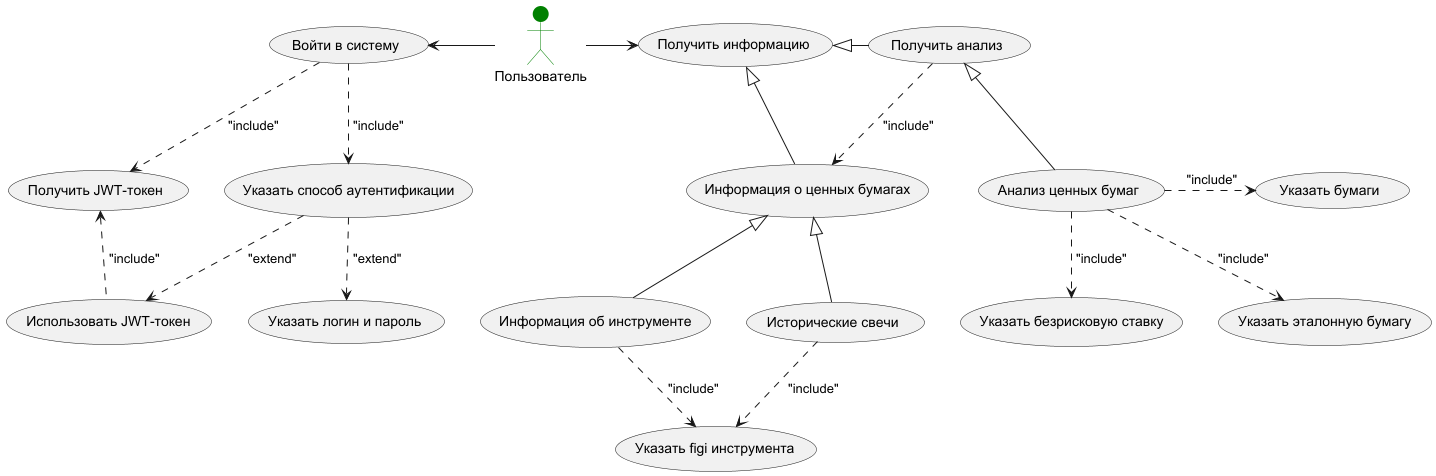 Войти в систему
Пользователь
Получить информацию
Получить анализ
"include"
"include"
"include"
Получить JWT-токен
Указать способ аутентификации
Информация о ценных бумагах
Анализ ценных бумаг
"include"
Указать бумаги
"include"
"extend"
"extend"
"include"
"include"
Использовать JWT-токен
Указать логин и пароль
Информация об инструменте
Исторические свечи
Указать безрисковую ставку
Указать эталонную бумагу
"include"
"include"
Указать figi инструмента